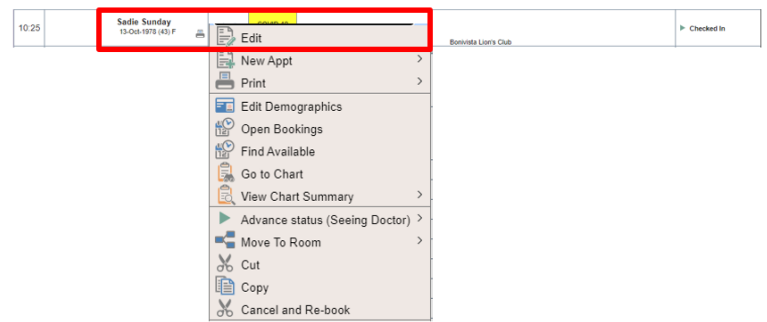 10:25
Sadie Sunday
13-Oct-1978 (43) F
Bonivista Lion's Club
Checked In
Edit
New Appt
Print
Edit Demographics
Open Bookings
Find Available
Go to Chart
View Chart Summary
Advance status (Seeing Doctor)
Move To Room
Cut
Copy
Cancel and Re-book